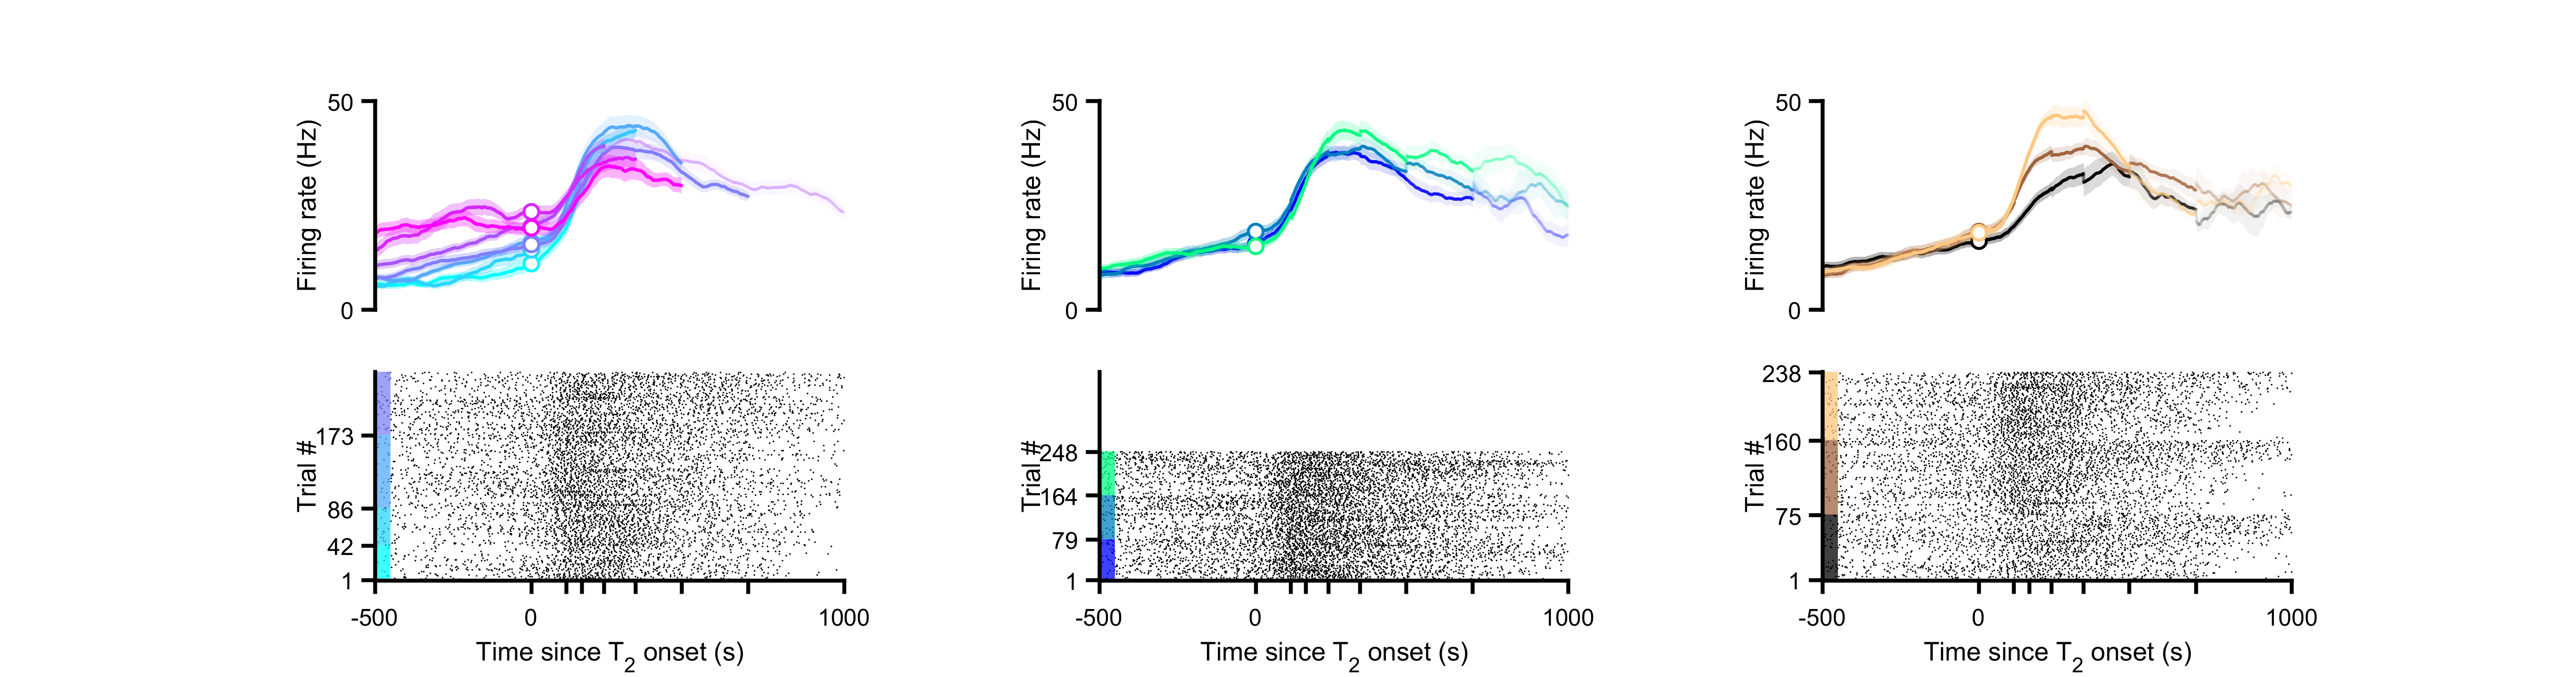 50
Firing rate (Hz)
0
50
Firing rate (Hz)
0
50
Firing rate (Hz)
0
173
86
42
1
Trial #
-500 0 1000
Time since T2 onset (s)
248
164
79
1
Trial #
-500 0 1000
Time since T2 onset (s)
238
160
75
1
Trial #
-500 0 1000
Time since T2 onset (s)